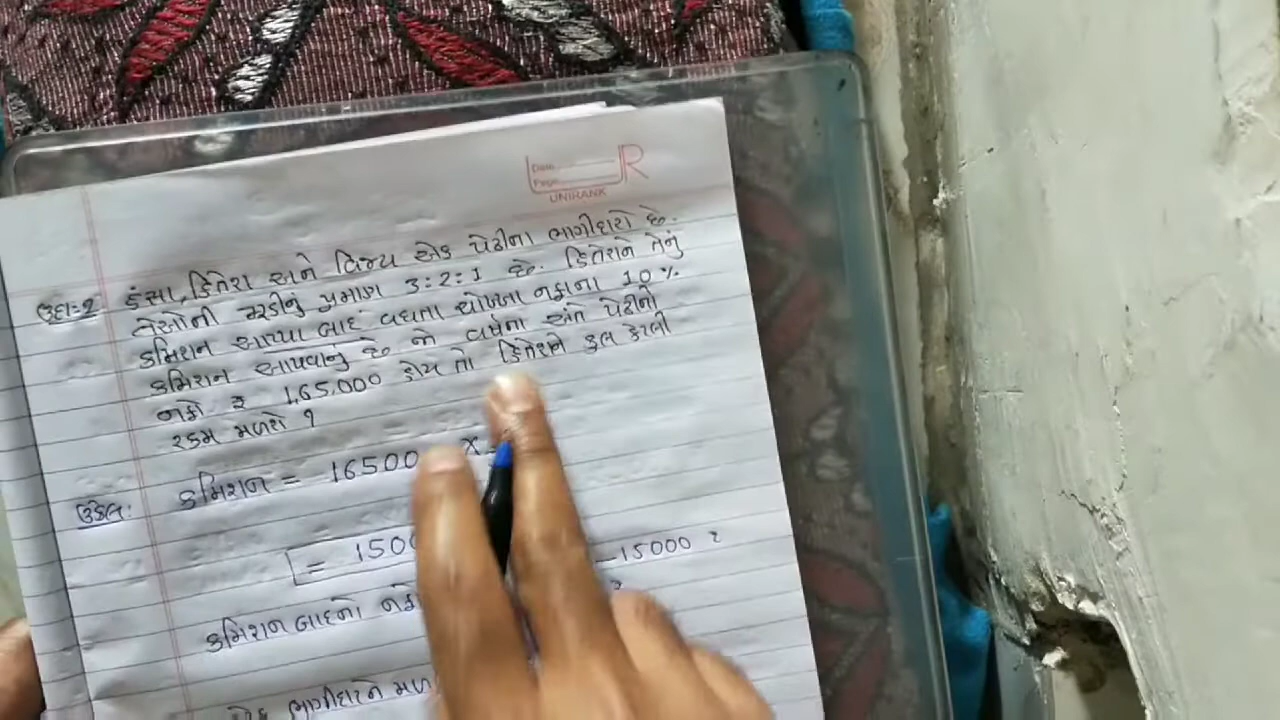 Date
Page
R
UNIRANK
ઉદા:૨ હંસા, હિતેશ અને વિજય એક પેઢીના ભાગીદારો છે.
તેઓની મૂડીનું પ્રમાણ 3:2:1 છે. હિતેશને તેનું
કમિશન આપ્યા બાદ વધતા ચોખ્ખા નફાના 10%
કમિશન આપવાનું છે જો વર્ષના અંતે પેઢીનો
નફો ₹ 1,65,000 હોય તો હિતેશને કુલ કેટલી
રકમ મળશે ?
ઉકેલ: કમિશન = 16500 x
= 150 -15000 ?
કમિશન બાદનો
ભાગીદારને